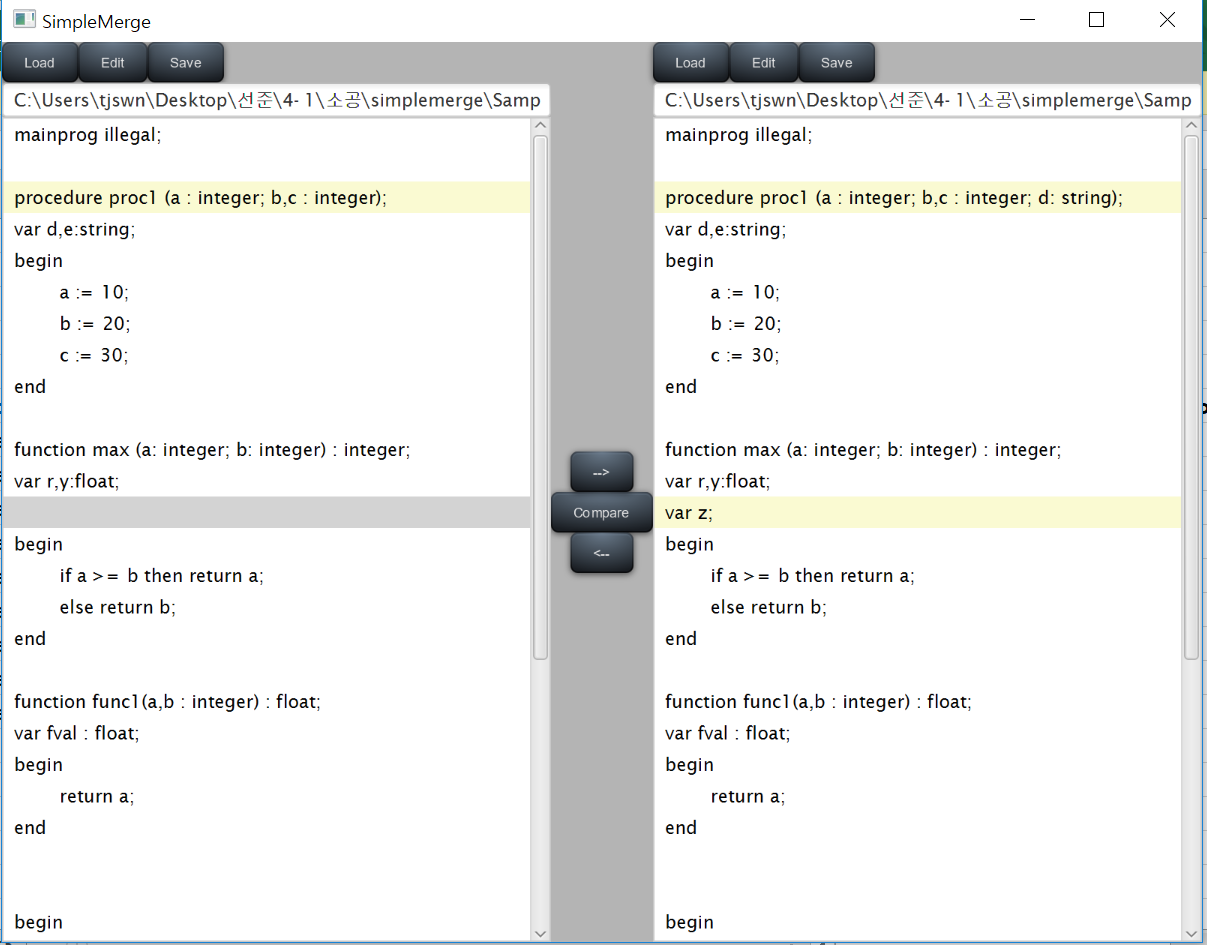 SimpleMerge
Load Edit Save
C:\Users\tjswn\Desktop\선준\4- 1\소공\simplemerge\Samp
mainprog illegal;
procedure proc1 (a : integer; b,c : integer);
var d,e:string;
begin
a := 10;
b := 20;
c := 30;
end
function max (a: integer; b: integer) : integer;
var r,y:float;
begin
if a >= b then return a;
else return b;
end
function func1(a,b : integer) : float;
var fval : float;
begin
return a;
end
begin
-->
Compare
<--
Load Edit Save
C:\Users\tjswn\Desktop\선준\4- 1\소공\simplemerge\Samp
mainprog illegal;
procedure proc1 (a : integer; b,c : integer; d: string);
var d,e:string;
begin
a := 10;
b := 20;
c := 30;
end
function max (a: integer; b: integer) : integer;
var r,y:float;
var z;
begin
if a >= b then return a;
else return b;
end
function func1(a,b : integer) : float;
var fval : float;
begin
return a;
end
begin